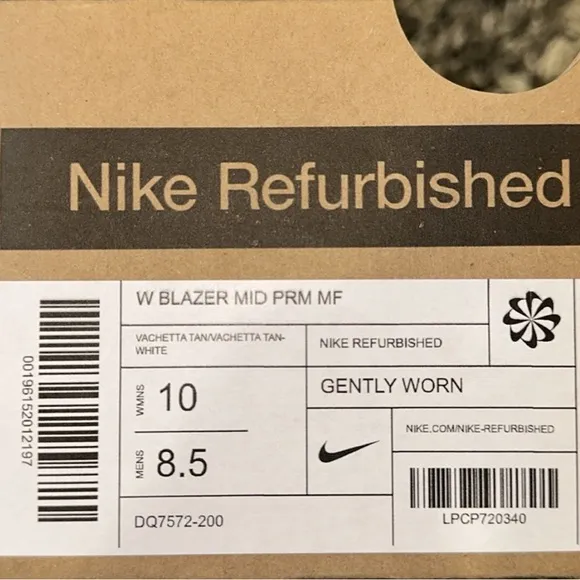 Nike Refurbished
W BLAZER MID PRM MF
VACHETTA TAN/VACHETTA TAN-
WHITE
NIKE REFURBISHED
GENTLY WORN
WMNS 10
MENS 8.5
NIKE.COM/NIKE-REFURBISHED
LPCP720340
DQ7572-200
00196152012197